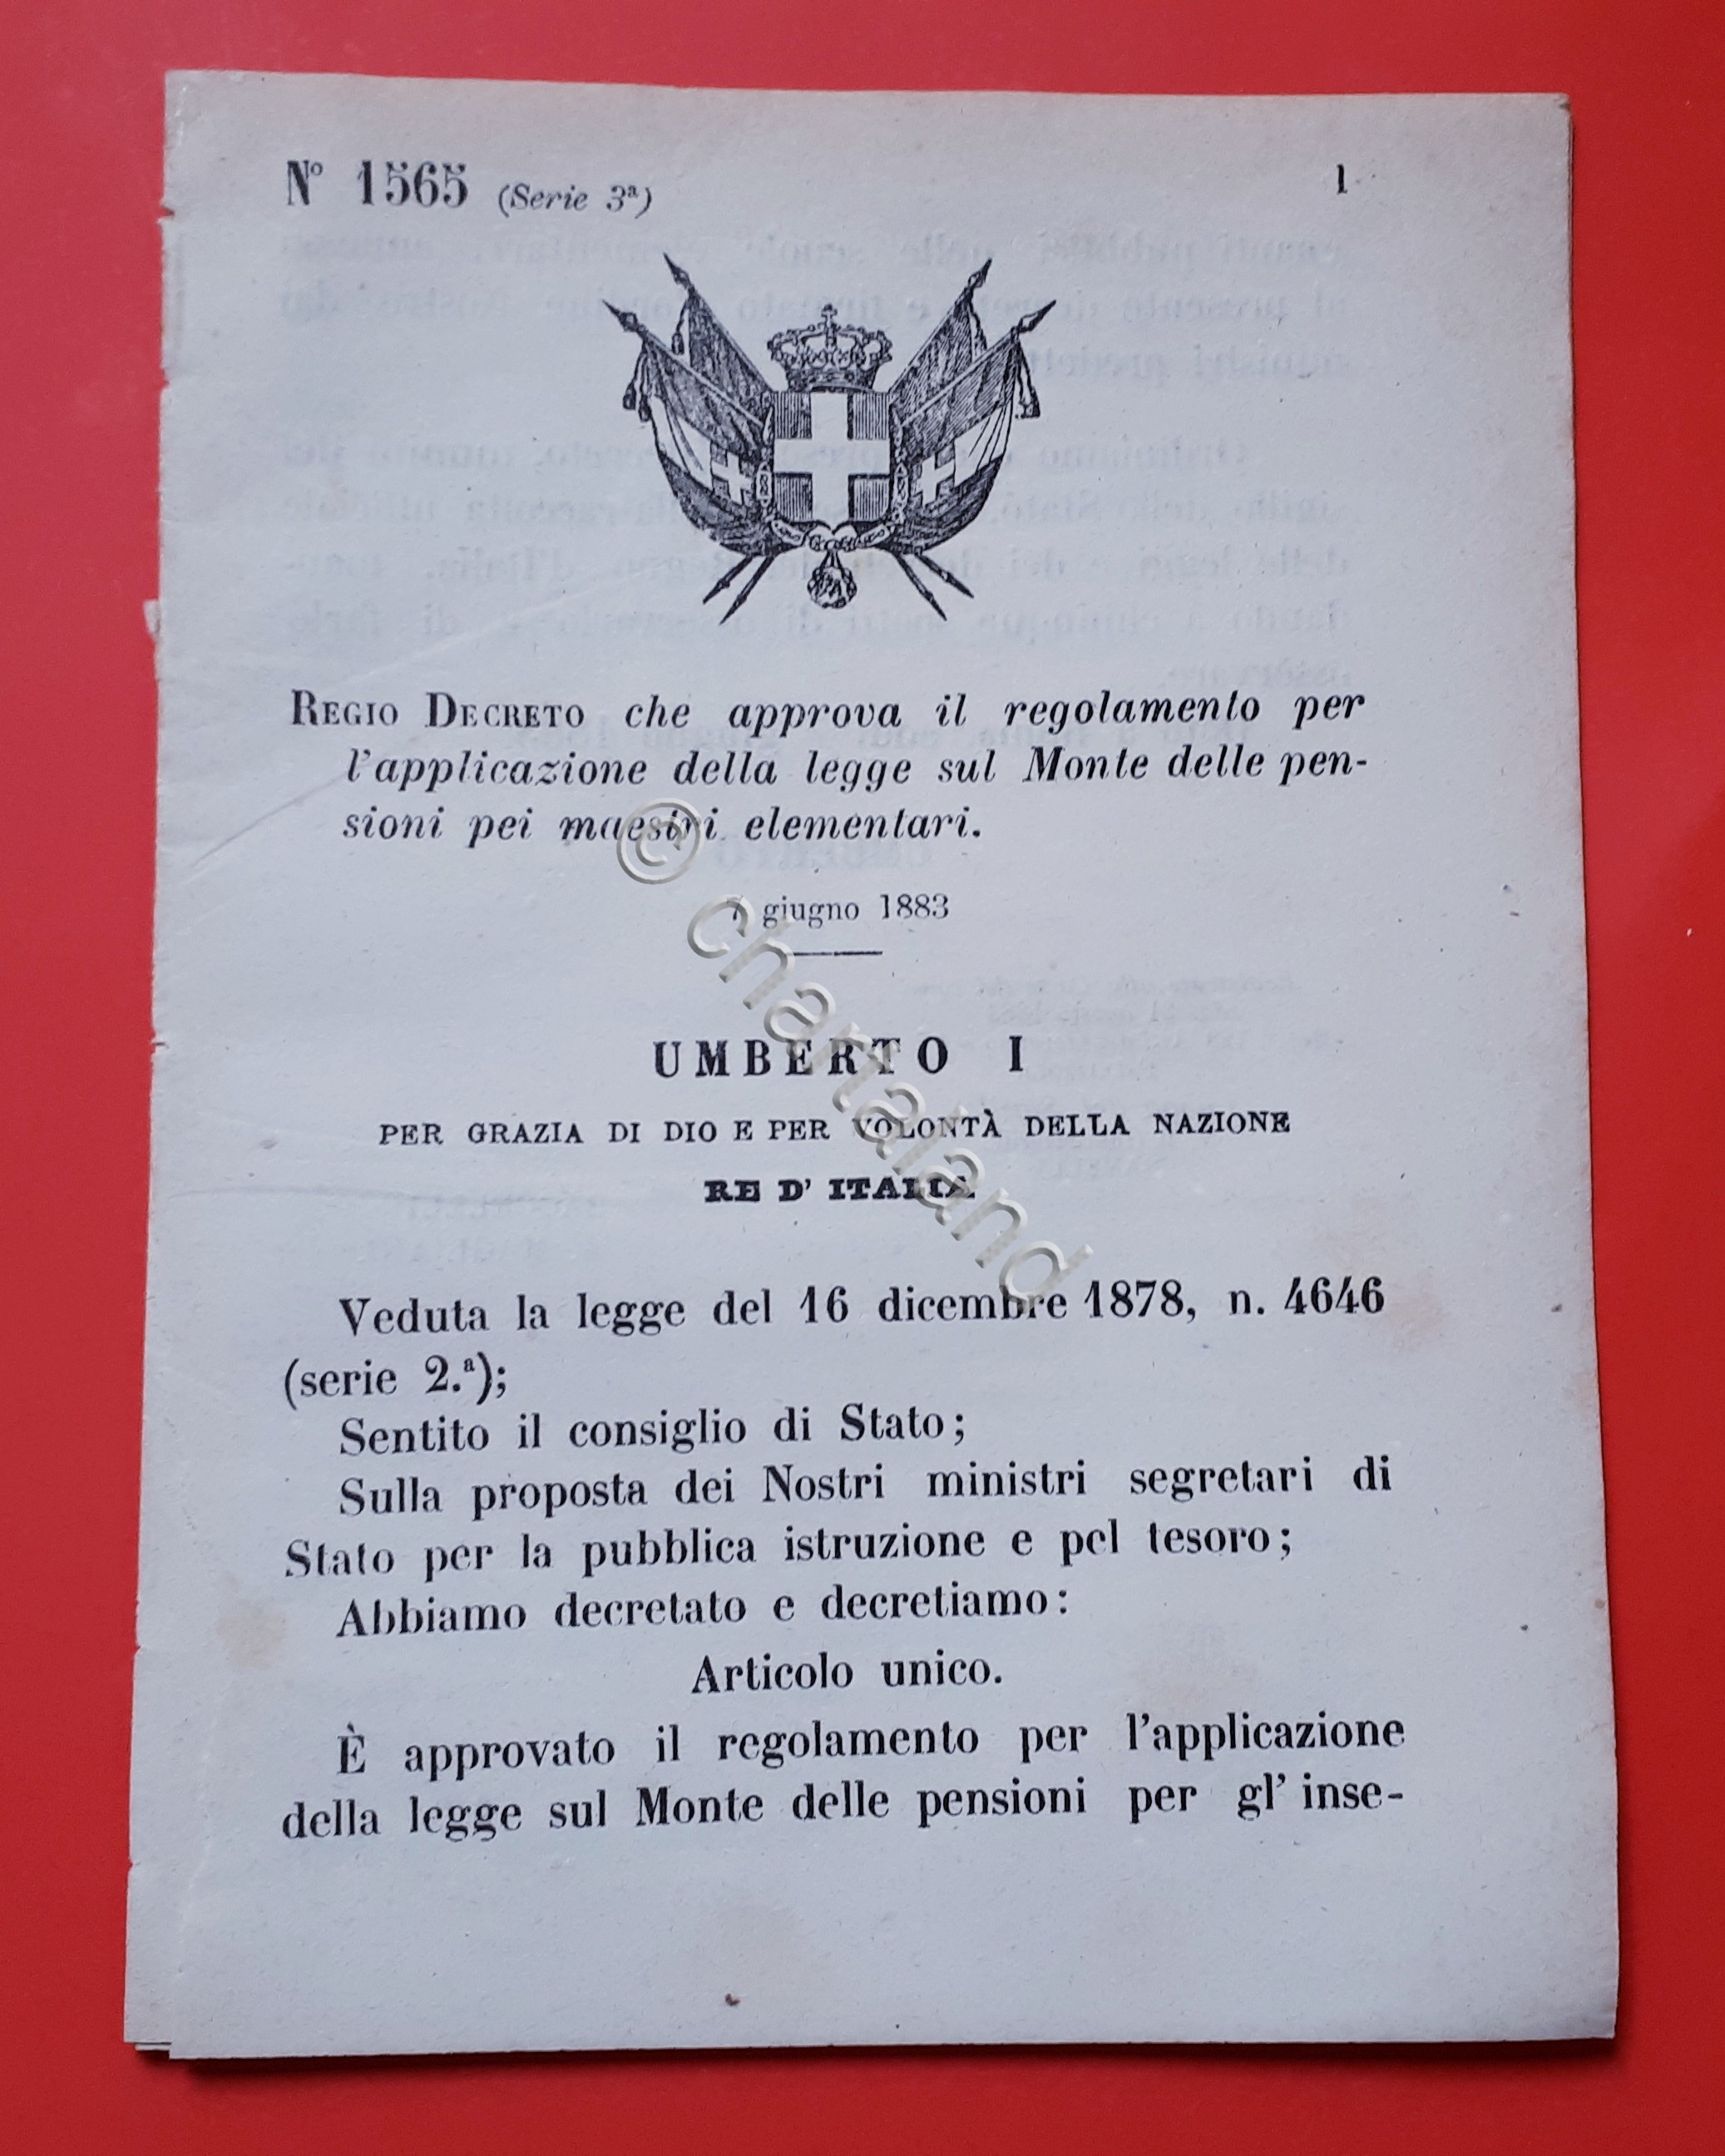 N° 1565 (Serie 3ª)
1
REGIO DECRETO che approva il regolamento per
l'applicazione della legge sul Monte delle pen-
sioni pei maestri elementari.
7 giugno 1883
UMBERTO I
PER GRAZIA DI DIO E PER VOLONTÀ DELLA NAZIONE
RE D' ITALIA
Veduta la legge del 16 dicembre 1878, n. 4646
(serie 2.ª);
Sentito il consiglio di Stato;
Sulla proposta dei Nostri ministri segretari di
Stato per la pubblica istruzione e pel tesoro;
Abbiamo decretato e decretiamo:
Articolo unico.
È approvato il regolamento per l'applicazione
della legge sul Monte delle pensioni per gl' inse-
© chartaland